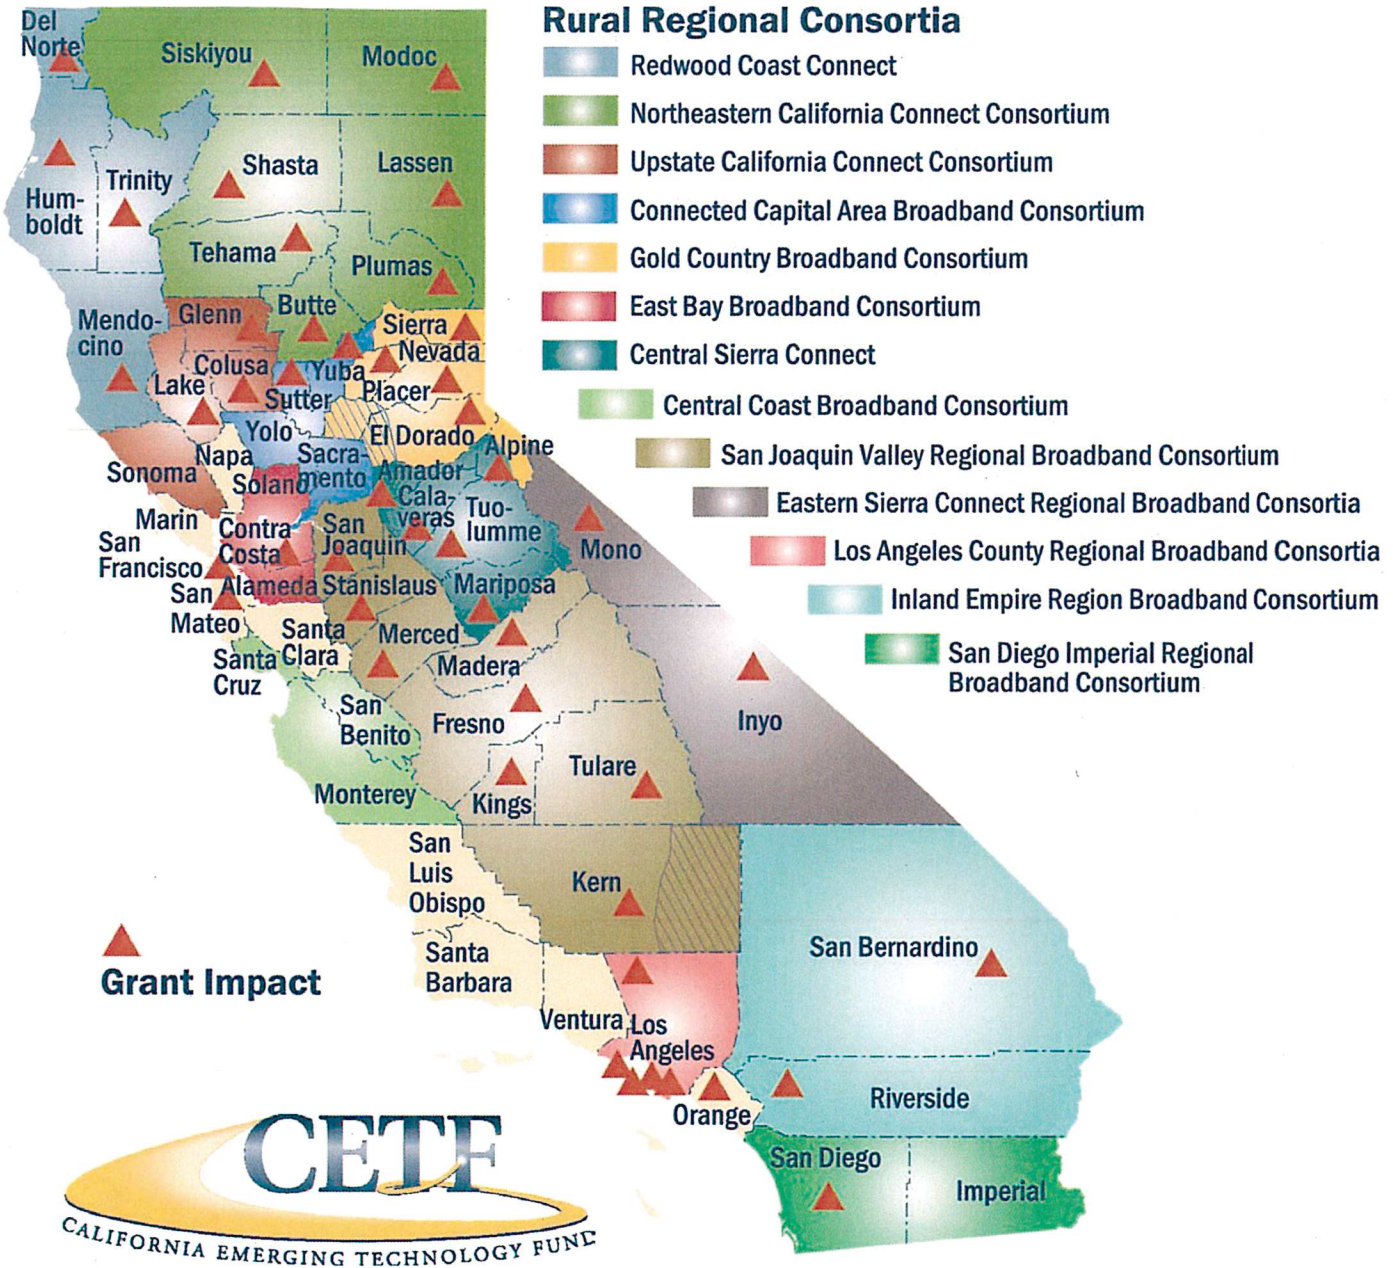 Rural Regional Consortia
Redwood Coast Connect
Northeastern California Connect Consortium
Upstate California Connect Consortium
Connected Capital Area Broadband Consortium
Gold Country Broadband Consortium
East Bay Broadband Consortium
Central Sierra Connect
Central Coast Broadband Consortium
San Joaquin Valley Regional Broadband Consortium
Eastern Sierra Connect Regional Broadband Consortia
Los Angeles County Regional Broadband Consortia
Inland Empire Region Broadband Consortium
San Diego Imperial Regional
Broadband Consortium
Del
Norte
Siskiyou
Modoc
Hum-
boldt
Trinity
Shasta
Lassen
Tehama
Plumas
Mendo-
cino
Glenn
Butte
Sierra
Nevada
Colusa
Yuba
Lake
Sutter
Placer
Yolo
El Dorado
Alpine
Napa
Sonoma
Solano
Sacra-
mento
Amador
Cala-
veras
Tuo-
lumme
Marin
Contra
Costa
San
Joaquin
Mono
San
Francisco
Alameda
Stanislaus
Mariposa
San
Mateo
Santa
Clara
Merced
Madera
Santa
Cruz
San
Benito
Fresno
Inyo
Tulare
Kings
Monterey
San
Luis
Obispo
Kern
San Bernardino
Santa
Barbara
Ventura
Los
Angeles
Orange
Riverside
San Diego
Imperial
Grant Impact
CETF
CALIFORNIA EMERGING TECHNOLOGY FUND